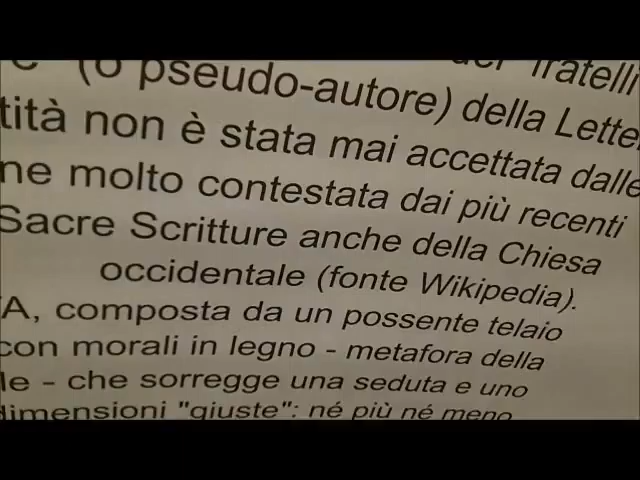 (o pseudo-autore) della Lette
tità non è stata mai accettata dalle
ne molto contestata dai più recenti
Sacre Scritture anche della Chiesa
occidentale (fonte Wikipedia).
A, composta da un possente telaio
con morali in legno - metafora della
le - che sorregge una seduta e uno
dimensioni "giuste": né più né meno